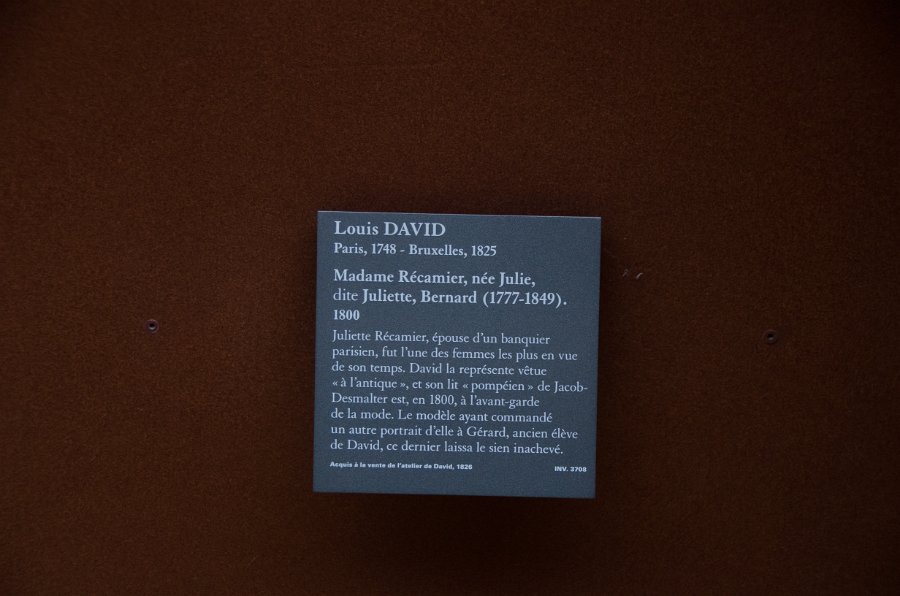 Louis DAVID
Paris, 1748 - Bruxelles, 1825
Madame Récamier, née Julie,
dite Juliette, Bernard (1777-1849).
1800
Juliette Récamier, épouse d'un banquier
parisien, fut l'une des femmes les plus en vue
de son temps. David la représente vêtue
« à l'antique », et son lit « pompéien » de Jacob-
Desmalter est, en 1800, à l'avant-garde
de la mode. Le modèle ayant commandé
un autre portrait d'elle à Gérard, ancien élève
de David, ce dernier laissa le sien inachevé.
Acquis à la vente de l'atelier de David, 1826 INV. 3708